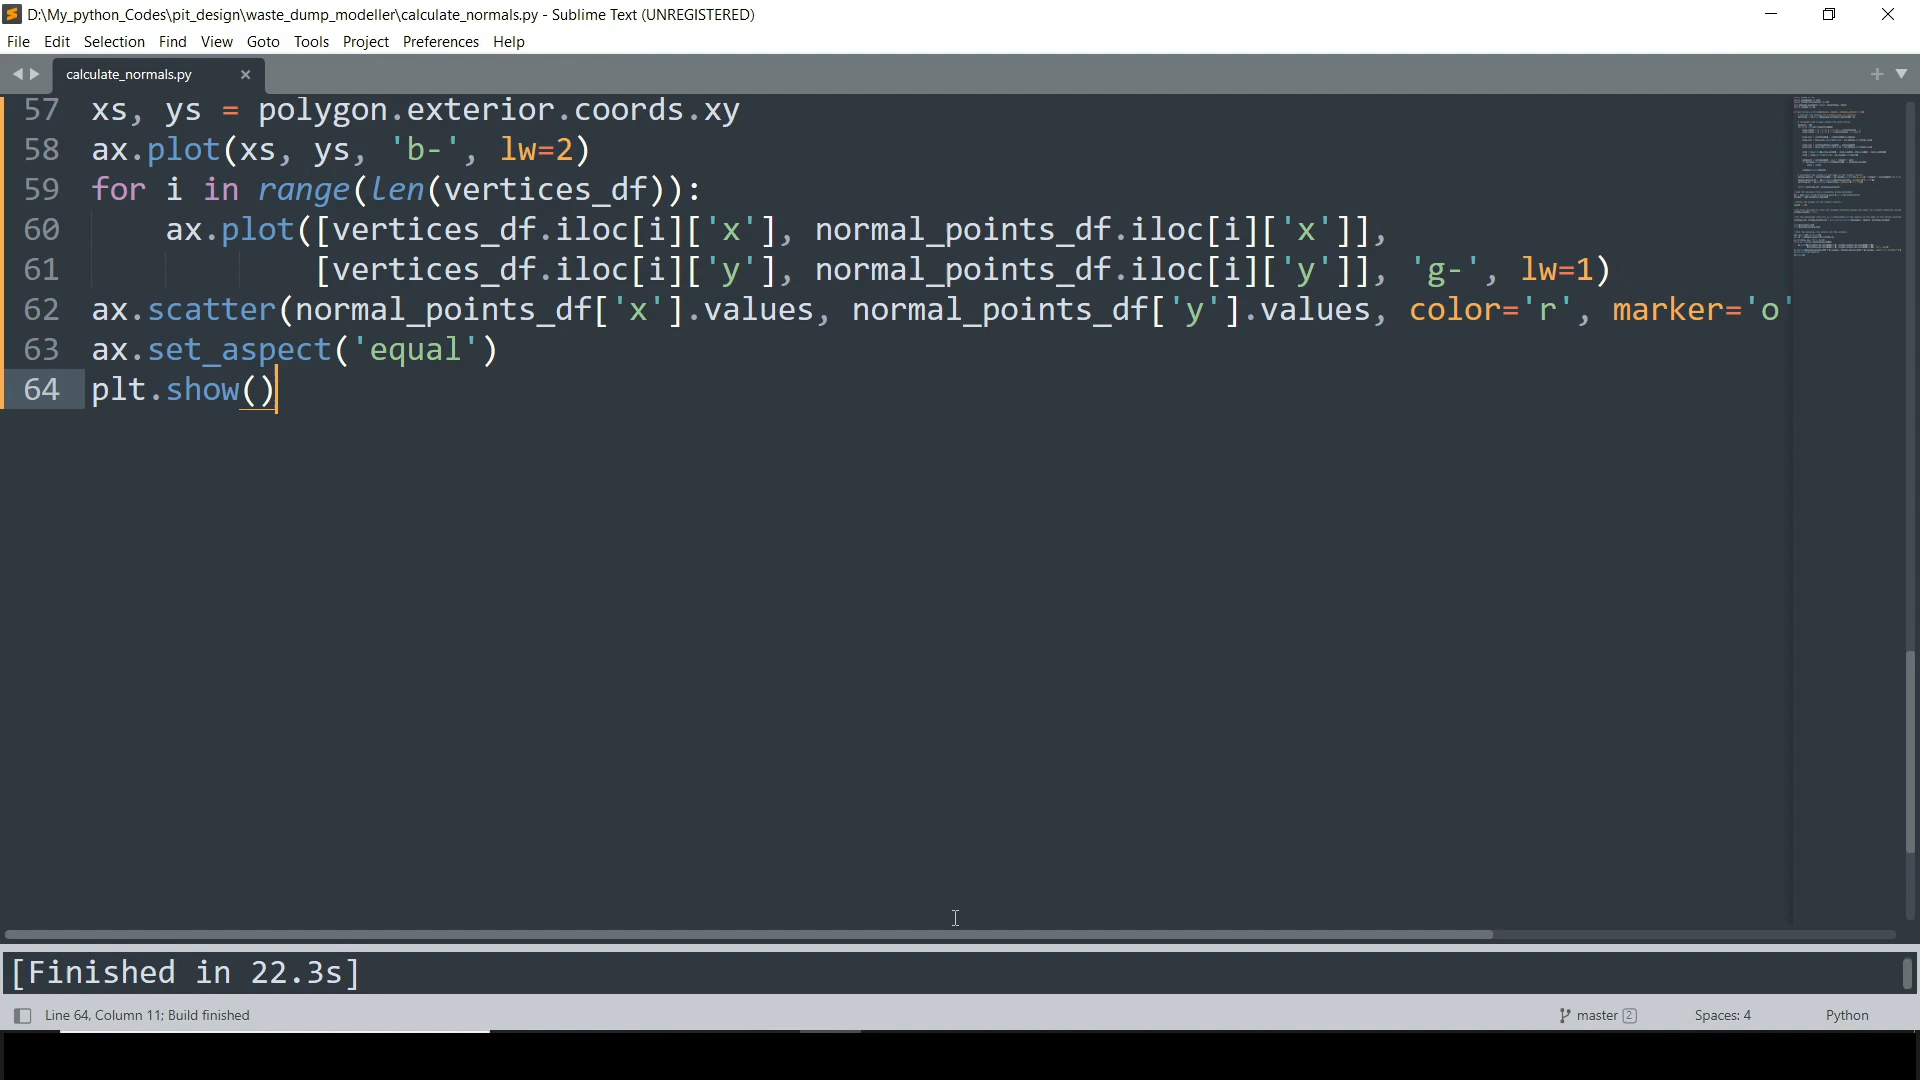 D:\My_python_Codes\pit_design\waste_dump_modeller\calculate_normals.py - Sublime Text (UNREGISTERED)
File Edit Selection Find View Goto Tools Project Preferences Help
calculate_normals.py
57 xs, ys = polygon.exterior.coords.xy
58 ax.plot(xs, ys, 'b-', lw=2)
59 for i in range(len(vertices_df)):
60 ax.plot([vertices_df.iloc[i]['x'], normal_points_df.iloc[i]['x']],
61 [vertices_df.iloc[i]['y'], normal_points_df.iloc[i]['y']], 'g-', lw=1)
62 ax.scatter(normal_points_df['x'].values, normal_points_df['y'].values, color='r', marker='o'
63 ax.set_aspect('equal')
64 plt.show()
[Finished in 22.3s]
Line 64, Column 11; Build finished
master 2
Spaces: 4
Python